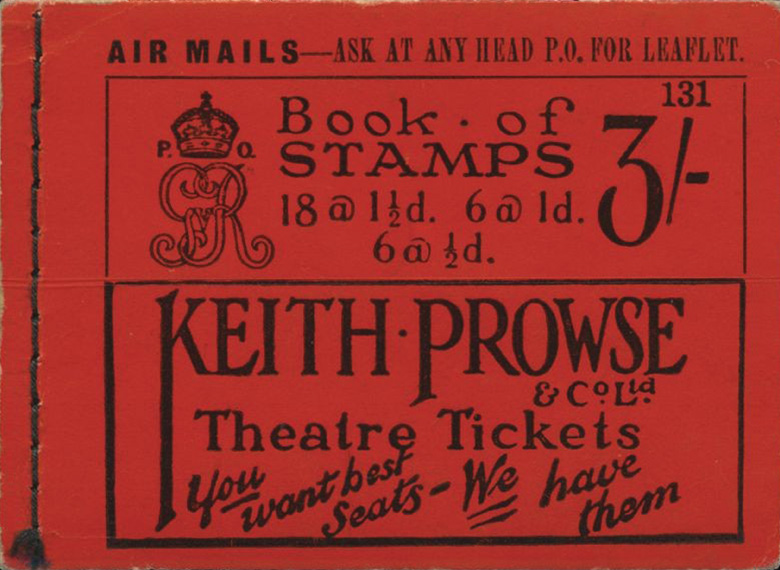 AIR MAILS—ASK AT ANY HEAD P.O. FOR LEAFLET.
131
P. O.
GR
Book · of
STAMPS
3/-
18 @ 1½d. 6 @ 1d.
6 @ ½d.
KEITH · PROWSE
& Co Ltd
Theatre Tickets
You want best Seats - We have them